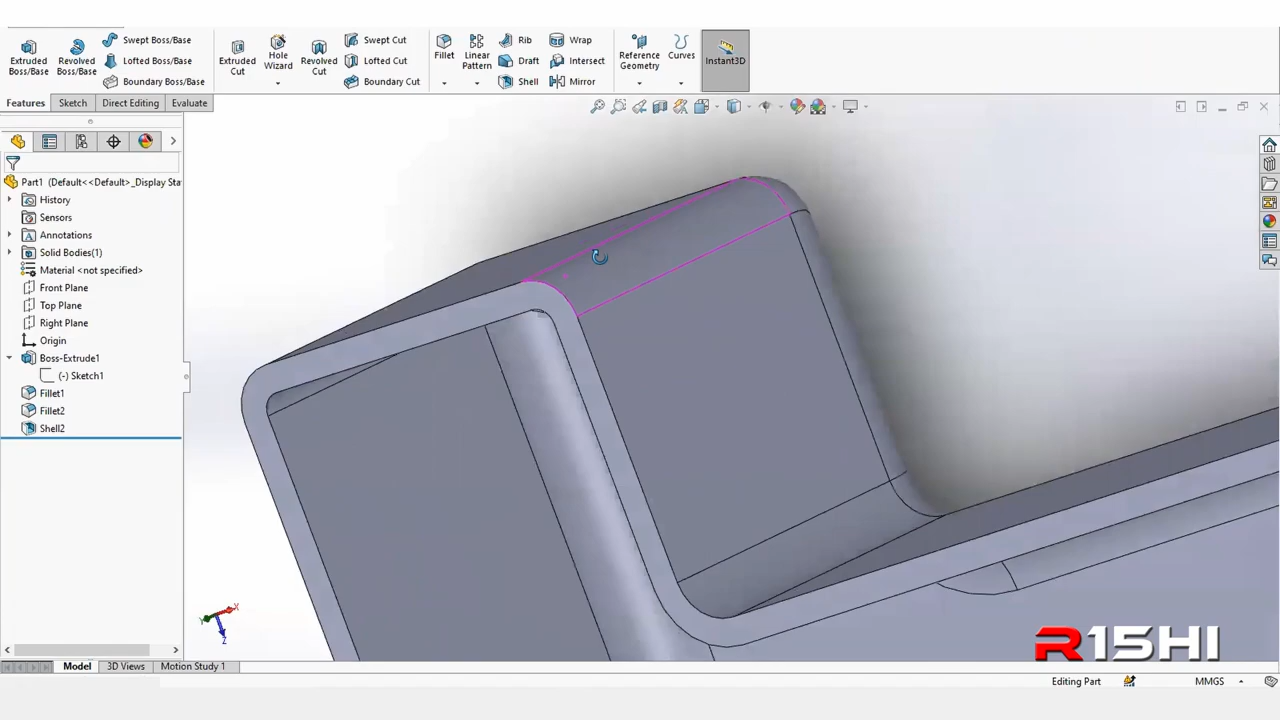 Extruded Boss/Base
Revolved Boss/Base
Swept Boss/Base
Lofted Boss/Base
Boundary Boss/Base
Extruded Cut
Hole Wizard
Revolved Cut
Swept Cut
Lofted Cut
Boundary Cut
Fillet
Linear Pattern
Rib
Draft
Shell
Wrap
Intersect
Mirror
Reference Geometry
Curves
Instant3D
Features
Sketch
Direct Editing
Evaluate
Part1 (Default<<Default>_Display Sta
History
Sensors
Annotations
Solid Bodies(1)
Material <not specified>
Front Plane
Top Plane
Right Plane
Origin
Boss-Extrude1
(-) Sketch1
Fillet1
Fillet2
Shell2
X
Y
Z
R15HI
Model
3D Views
Motion Study 1
Editing Part
MMGS